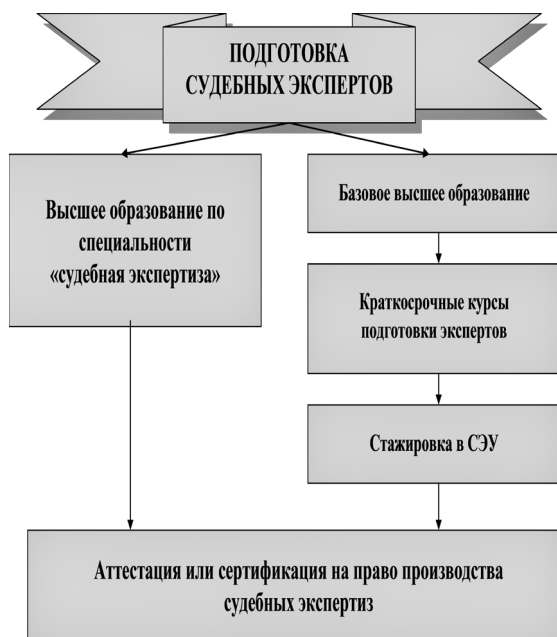 ПОДГОТОВКА
СУДЕБНЫХ ЭКСПЕРТОВ
Высшее образование по
специальности
«судебная экспертиза»
Базовое высшее образование
Краткосрочные курсы
подготовки экспертов
Стажировка в СЭУ
Аттестация или сертификация на право производства
судебных экспертиз